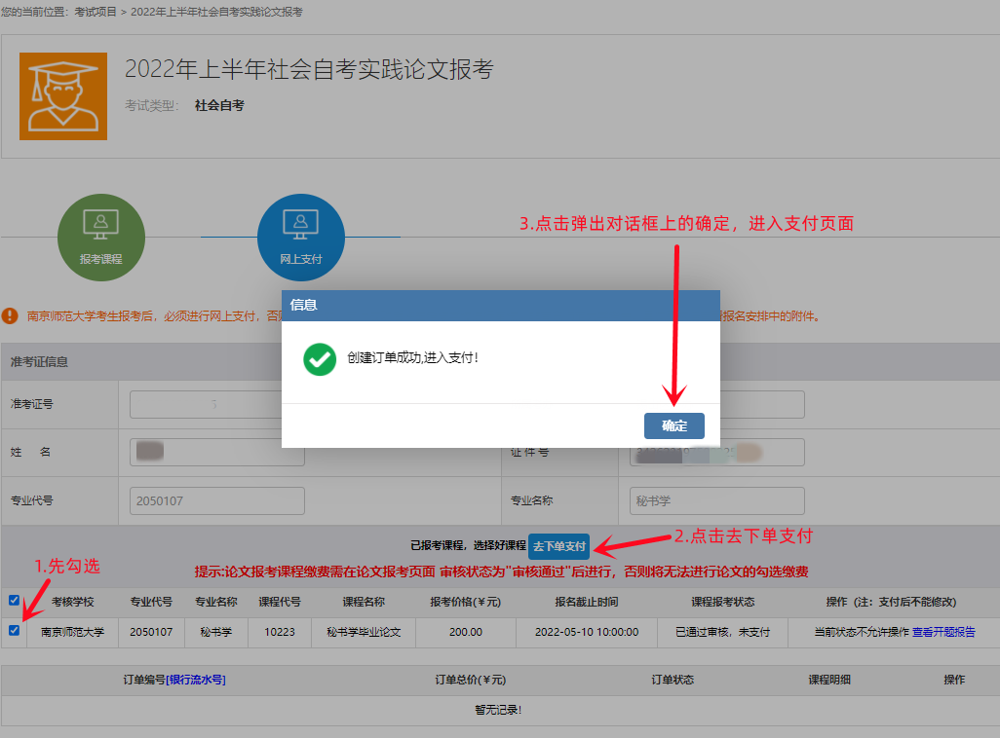 您的当前位置：考试项目 > 2022年上半年社会自考实践论文报考
2022年上半年社会自考实践论文报考
考试类型： 社会自考
报考课程
网上支付
3.点击弹出对话框上的确定，进入支付页面
南京师范大学考生报考后，必须进行网上支付，否 报名安排中的附件。
信息
创建订单成功,进入支付!
确定
准考证信息
准考证号 5
姓 名 证 件 号
专业代号 2050107 专业名称 秘书学
已报考课程，选择好课程 去下单支付
2.点击去下单支付
1.先勾选
提示:论文报考课程缴费需在论文报考页面 审核状态为"审核通过"后进行，否则将无法进行论文的勾选缴费
考核学校 专业代号 专业名称 课程代号 课程名称 报考价格(￥元) 报名截止时间 课程报考状态 操作（注：支付后不能修改）
南京师范大学 2050107 秘书学 10223 秘书学毕业论文 200.00 2022-05-10 10:00:00 已通过审核，未支付 当前状态不允许操作 查看开题报告
订单编号[银行流水号] 订单总价(￥元) 订单状态 课程明细 操作
暂无记录!